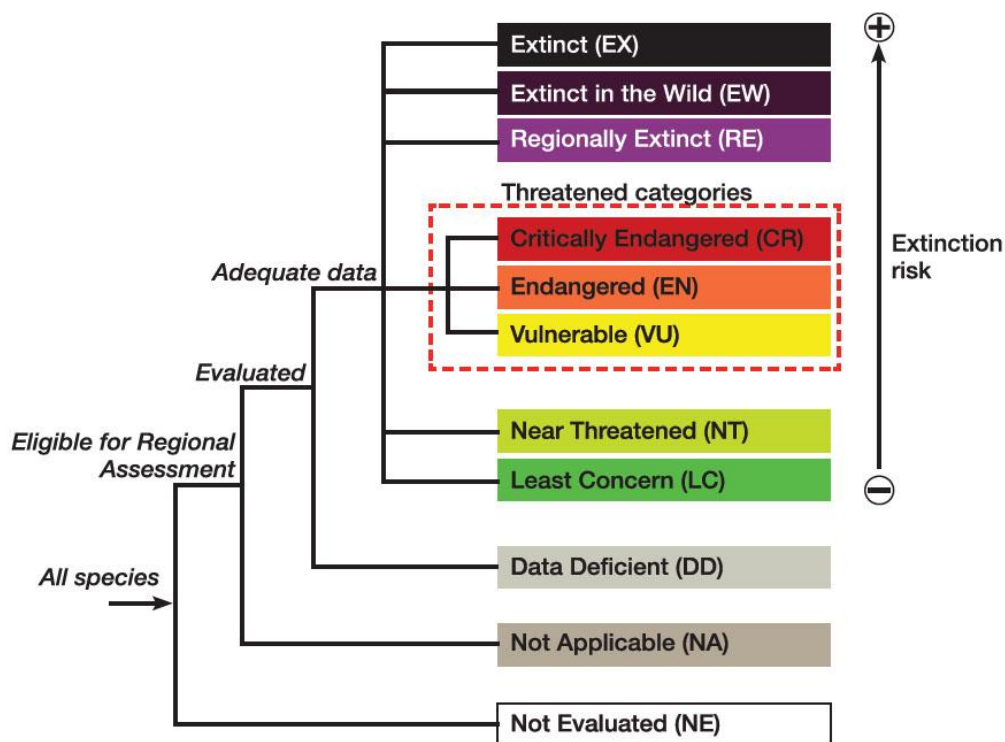 Extinct (EX)
Extinct in the Wild (EW)
Regionally Extinct (RE)
Threatened categories
Critically Endangered (CR)
Endangered (EN)
Vulnerable (VU)
Near Threatened (NT)
Least Concern (LC)
Data Deficient (DD)
Not Applicable (NA)
Not Evaluated (NE)
Adequate data
Evaluated
Eligible for Regional
Assessment
All species
+
Extinction
risk
−